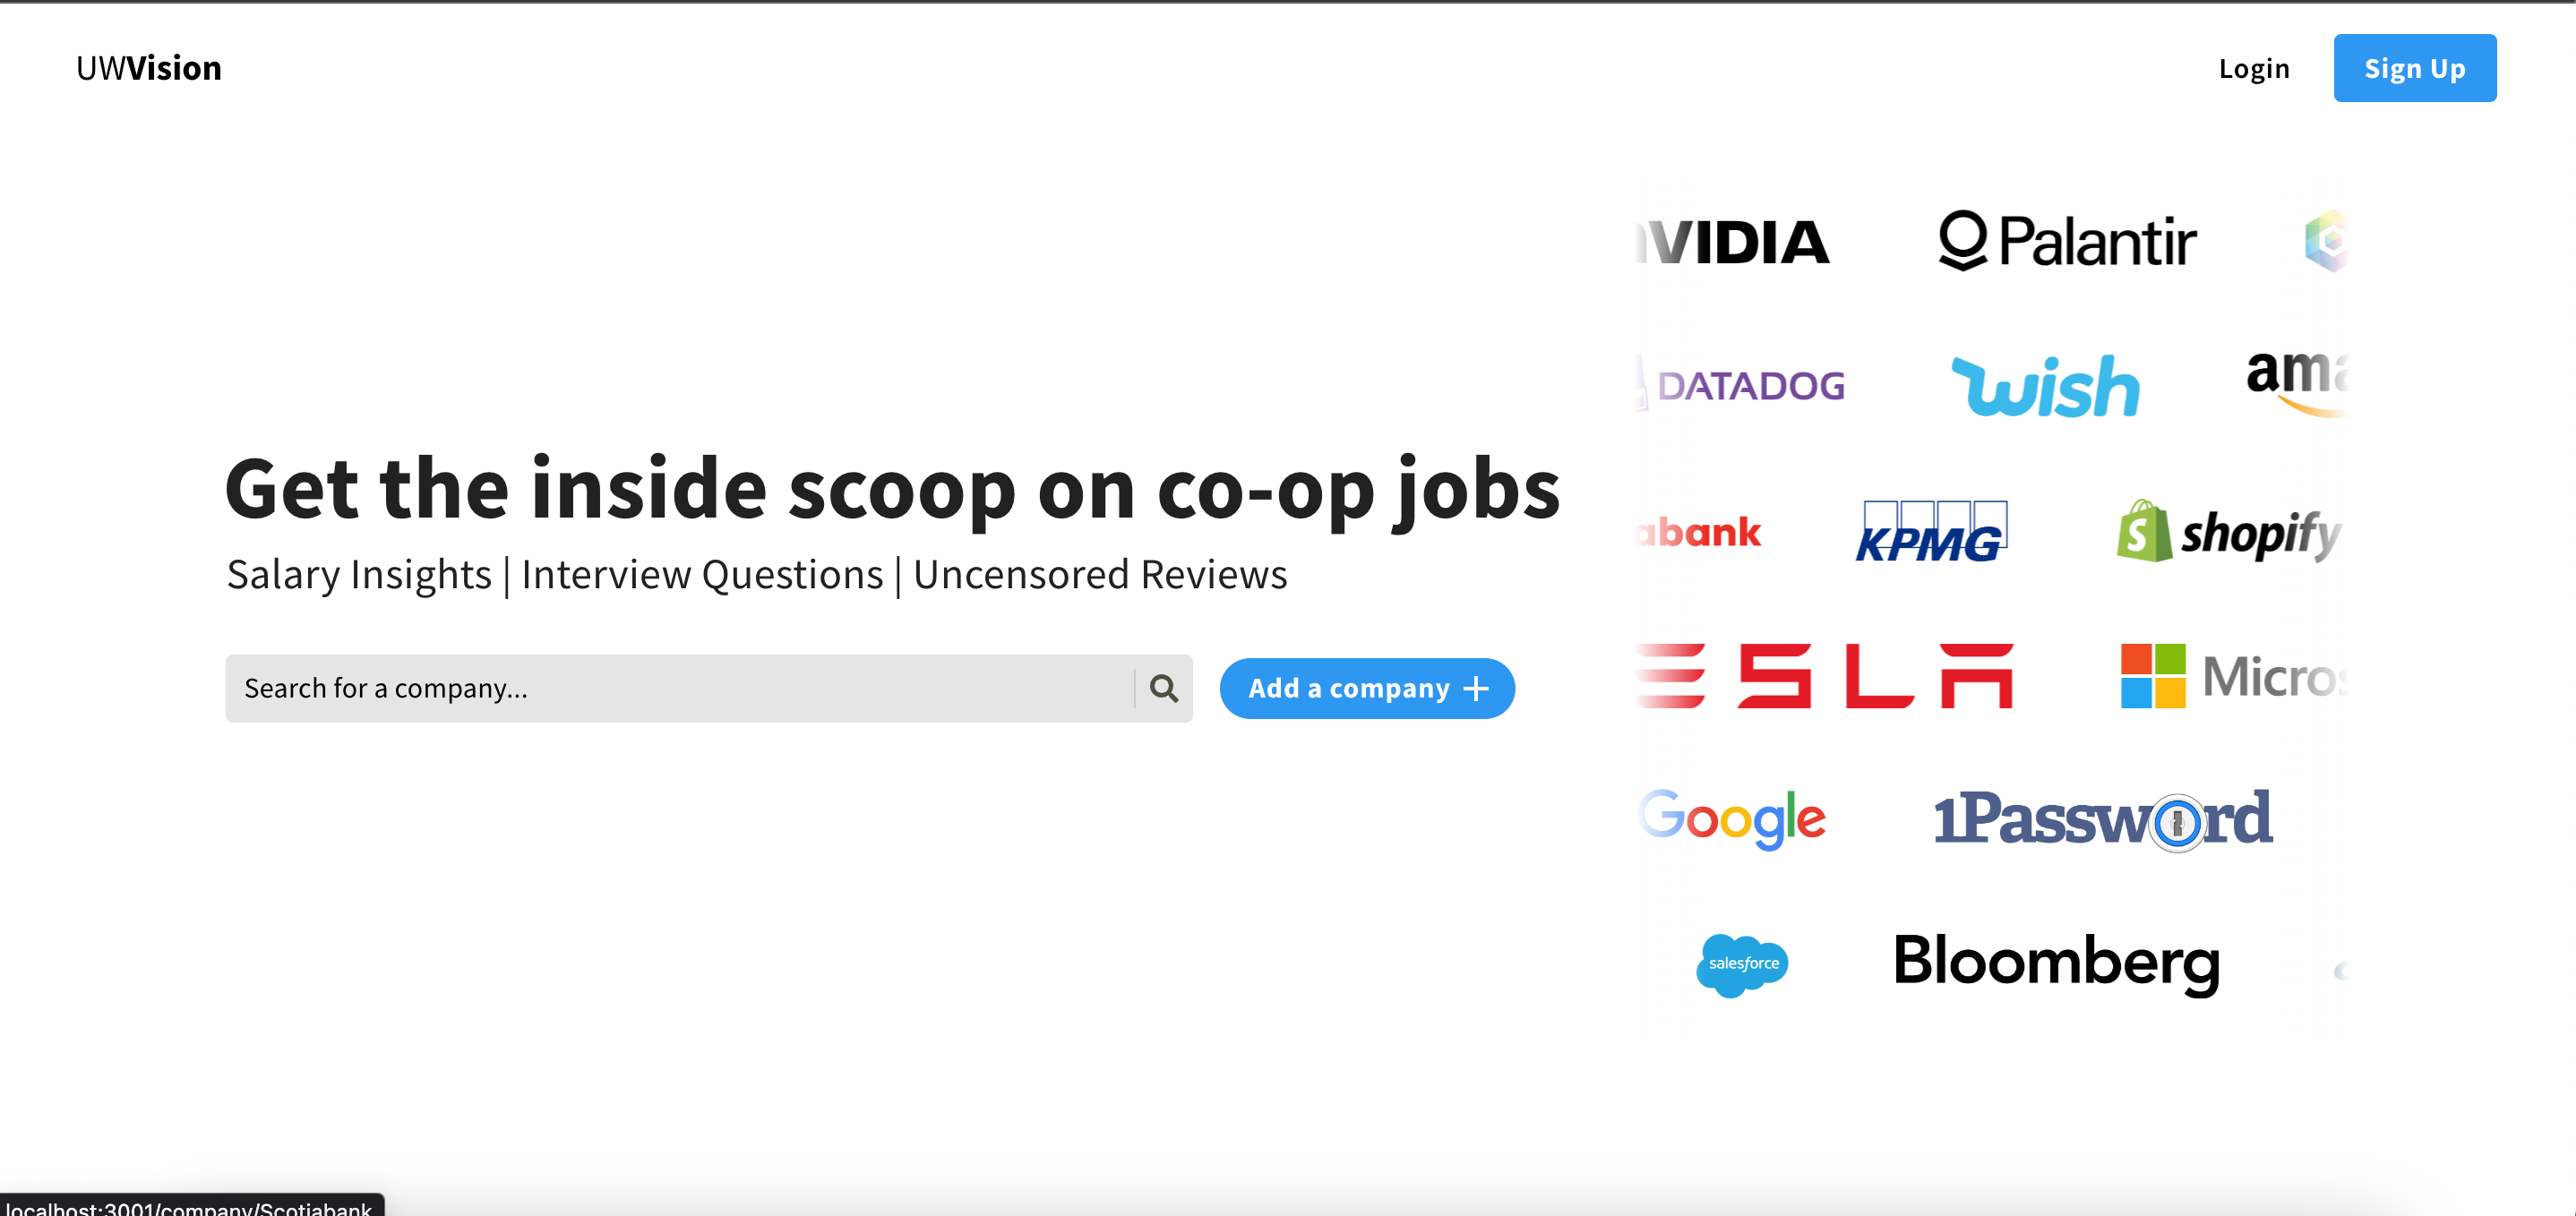 UWVision
Login
Sign Up
VIDIA
Palantir
DATADOG
wish
am
Get the inside scoop on co-op jobs
Salary Insights | Interview Questions | Uncensored Reviews
abank
KPMG
shopify
Search for a company...
Add a company +
ESLA
Micros
Google
1Password
salesforce
Bloomberg
localhost:3001/company/Scotiabank